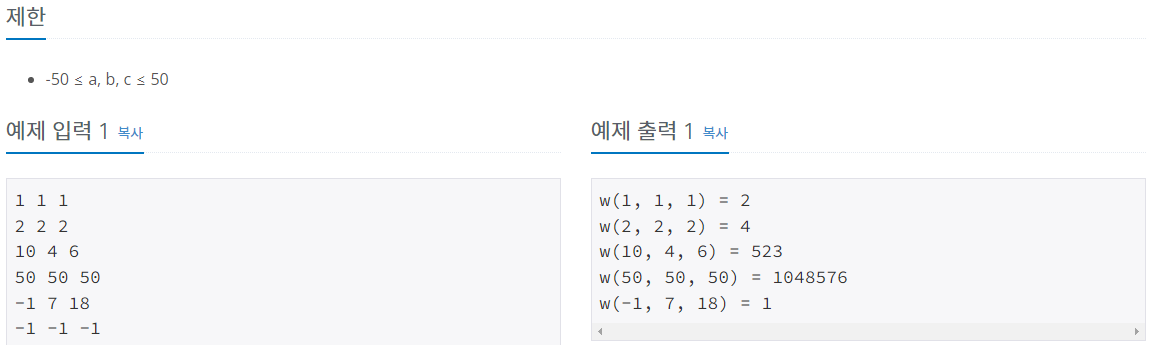 제한
-50 ≤ a, b, c ≤ 50
예제 입력 1 복사
1 1 1
2 2 2
10 4 6
50 50 50
-1 7 18
-1 -1 -1
예제 출력 1 복사
w(1, 1, 1) = 2
w(2, 2, 2) = 4
w(10, 4, 6) = 523
w(50, 50, 50) = 1048576
w(-1, 7, 18) = 1